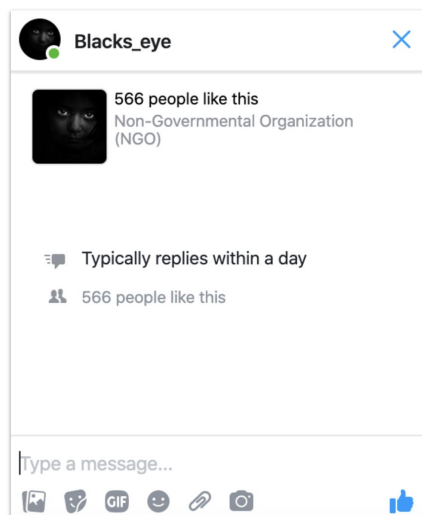 Blacks_eye
566 people like this
Non-Governmental Organization
(NGO)
Typically replies within a day
566 people like this
Type a message...
GIF